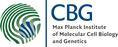 CBG
Max Planck Institute
of Molecular Cell Biology
and Genetics